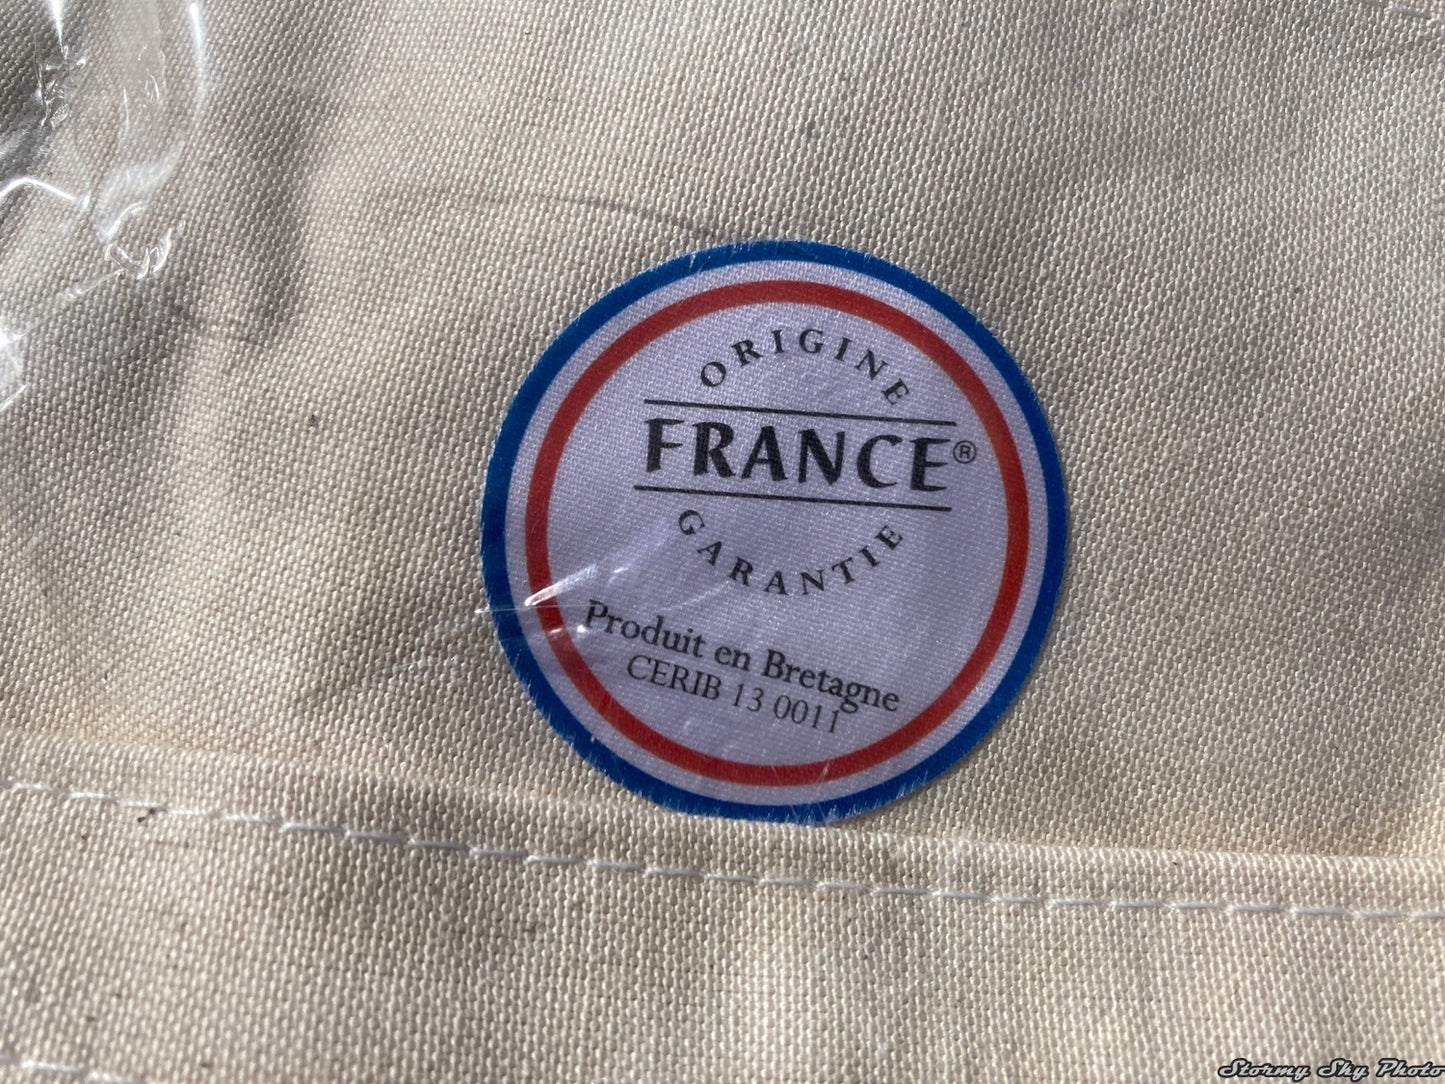 ORIGINE
FRANCE®
GARANTIE
Produit en Bretagne
CERIB 13 0011
Stormy Sky Photo